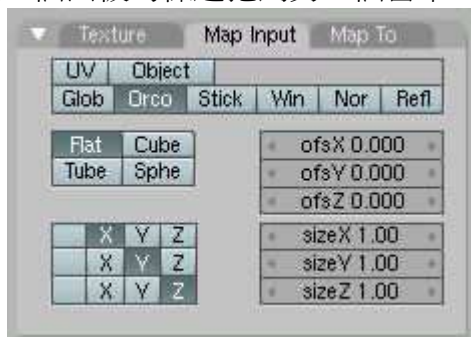 Texture Map Input Map To
UV Object
Glob Orco Stick Win Nor Refl
Flat Cube
Tube Sphe
ofsX 0.000
ofsY 0.000
ofsZ 0.000
X Y Z
X Y Z
X Y Z
sizeX 1.00
sizeY 1.00
sizeZ 1.00